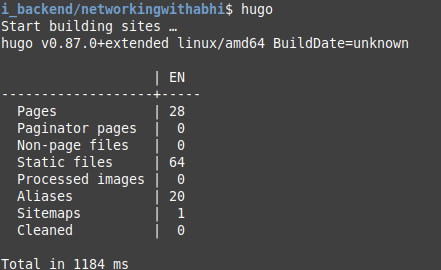 i_backend/networkingwithabhi$ hugo
Start building sites …
hugo v0.87.0+extended linux/amd64 BuildDate=unknown
                   | EN
-------------------+-----
  Pages            | 28
  Paginator pages  |  0
  Non-page files   |  0
  Static files     | 64
  Processed images |  0
  Aliases          | 20
  Sitemaps         |  1
  Cleaned          |  0
Total in 1184 ms